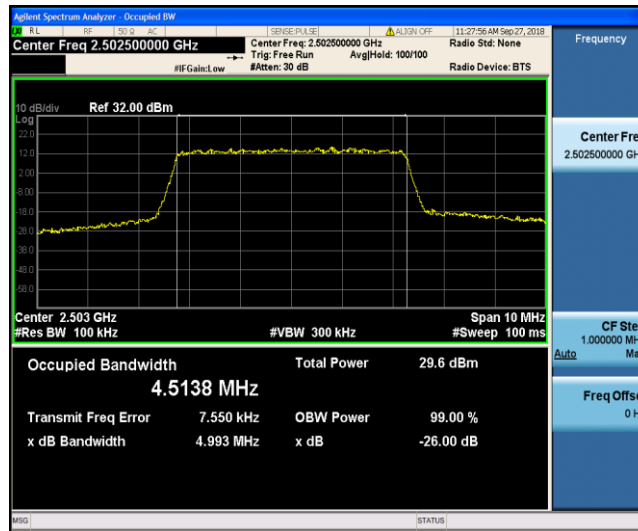 Agilent Spectrum Analyzer - Occupied BW
RL RF 50 Ω AC SENSE:PULSE ALIGN OFF 11:27:56 AM Sep 27, 2018
Center Freq 2.502500000 GHz
Center Freq: 2.502500000 GHz
Radio Std: None
Trig: Free Run Avg|Hold: 100/100
#IFGain:Low #Atten: 30 dB Radio Device: BTS
10 dB/div Ref 32.00 dBm
Log
22.0
12.0
2.00
-8.00
-18.0
-28.0
-38.0
-48.0
-58.0
Center 2.503 GHz Span 10 MHz
#Res BW 100 kHz #VBW 300 kHz #Sweep 100 ms
Occupied Bandwidth Total Power 29.6 dBm
4.5138 MHz
Transmit Freq Error 7.550 kHz OBW Power 99.00 %
x dB Bandwidth 4.993 MHz x dB -26.00 dB
MSG STATUS
Frequency
Center Fre
2.502500000 GH
CF Ste
1.000000 MH
Auto Ma
Freq Offse
0 H